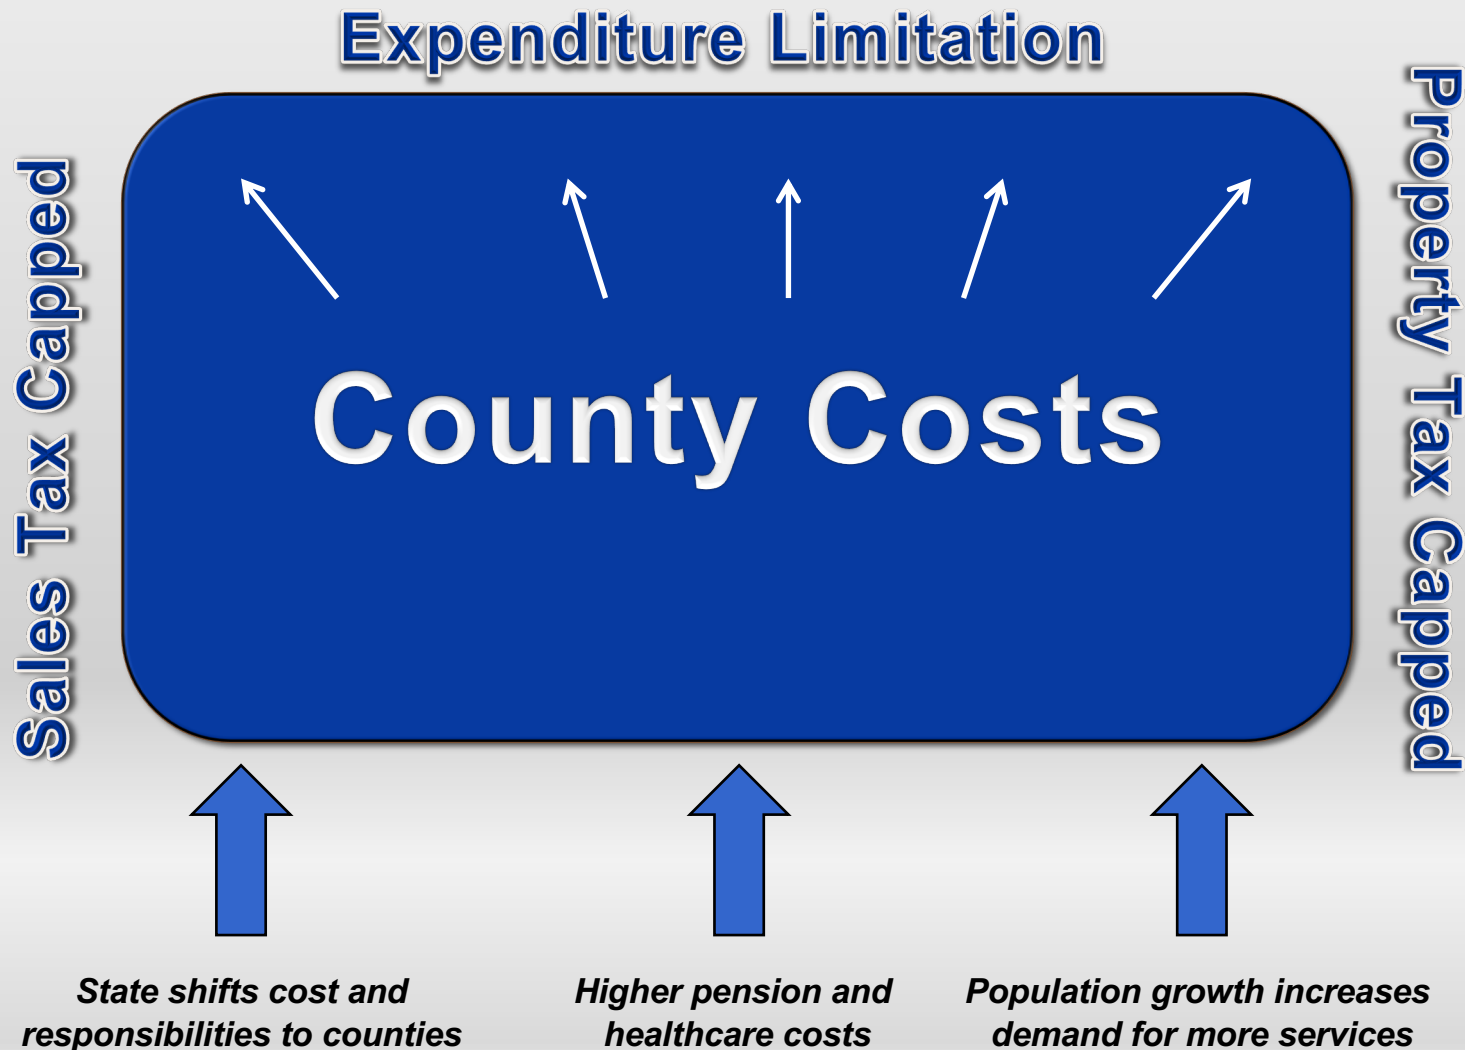 Expenditure Limitation
Sales Tax Capped
Property Tax Capped
County Costs
State shifts cost and
responsibilities to counties
Higher pension and
healthcare costs
Population growth increases
demand for more services